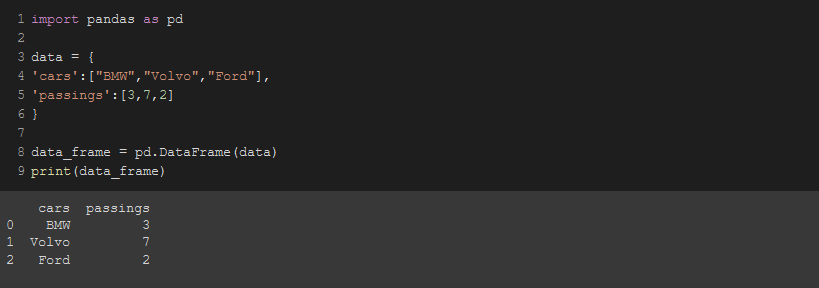 1 import pandas as pd
2
3 data = {
4 'cars':["BMW","Volvo","Ford"],
5 'passings':[3,7,2]
6 }
7
8 data_frame = pd.DataFrame(data)
9 print(data_frame)
cars passings
0 BMW 3
1 Volvo 7
2 Ford 2